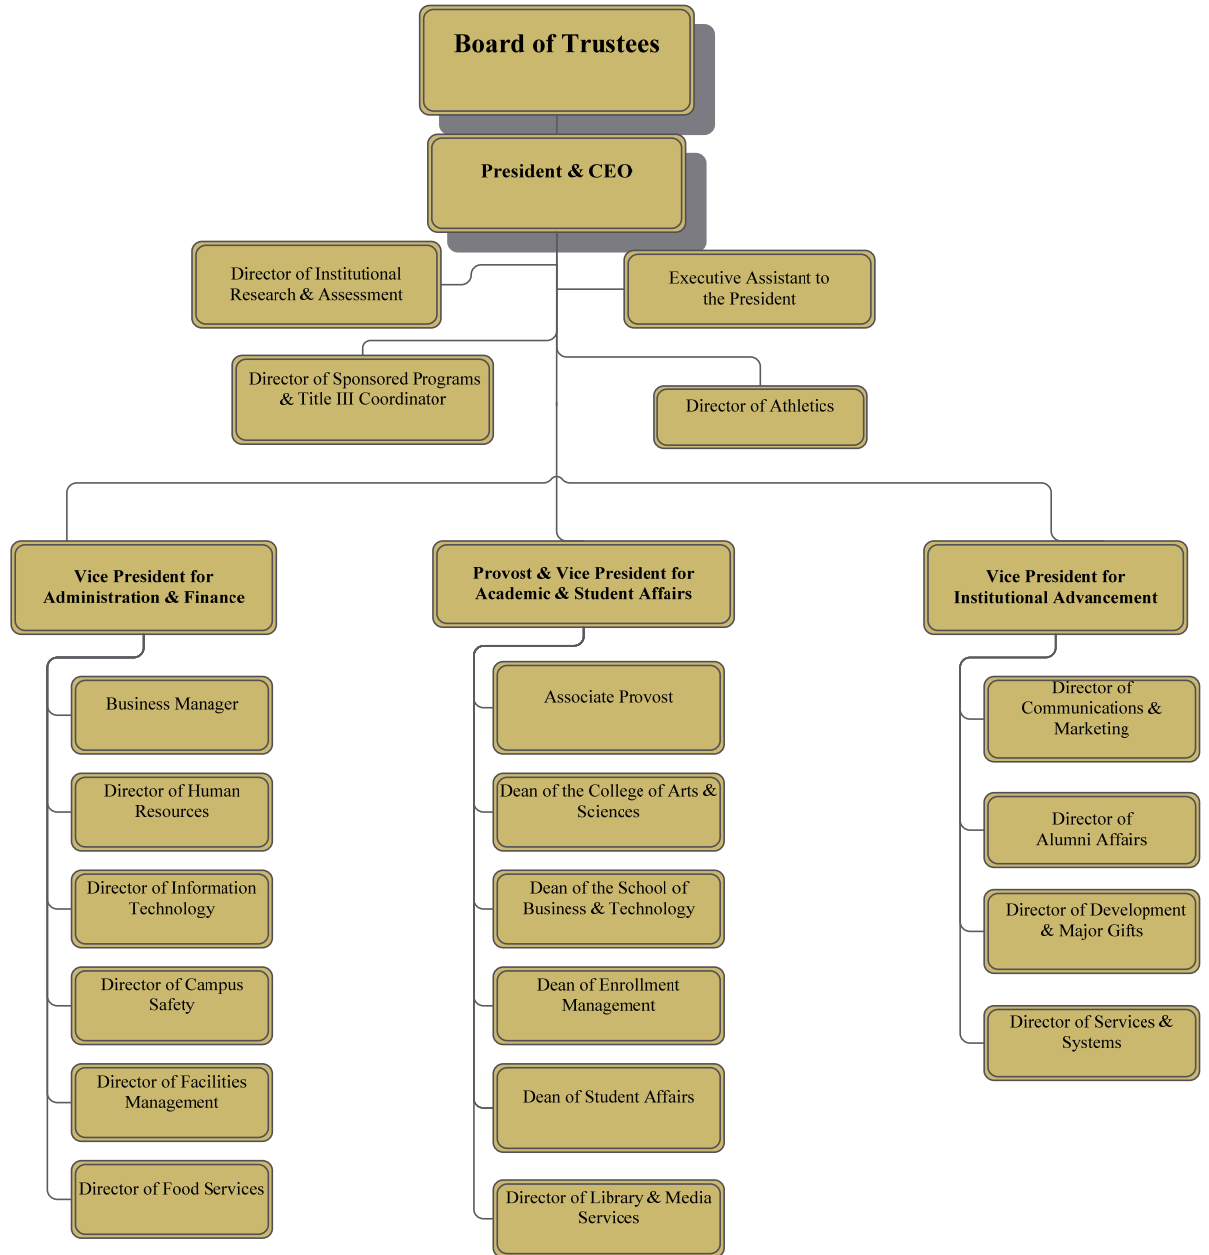 Board of Trustees
President & CEO
Director of Institutional
Research & Assessment
Executive Assistant to
the President
Director of Sponsored Programs
& Title III Coordinator
Director of Athletics
Vice President for
Administration & Finance
Provost & Vice President for
Academic & Student Affairs
Vice President for
Institutional Advancement
Business Manager
Director of Human
Resources
Director of Information
Technology
Director of Campus
Safety
Director of Facilities
Management
Director of Food Services
Associate Provost
Dean of the College of Arts &
Sciences
Dean of the School of
Business & Technology
Dean of Enrollment
Management
Dean of Student Affairs
Director of Library & Media
Services
Director of
Communications &
Marketing
Director of
Alumni Affairs
Director of Development
& Major Gifts
Director of Services &
Systems